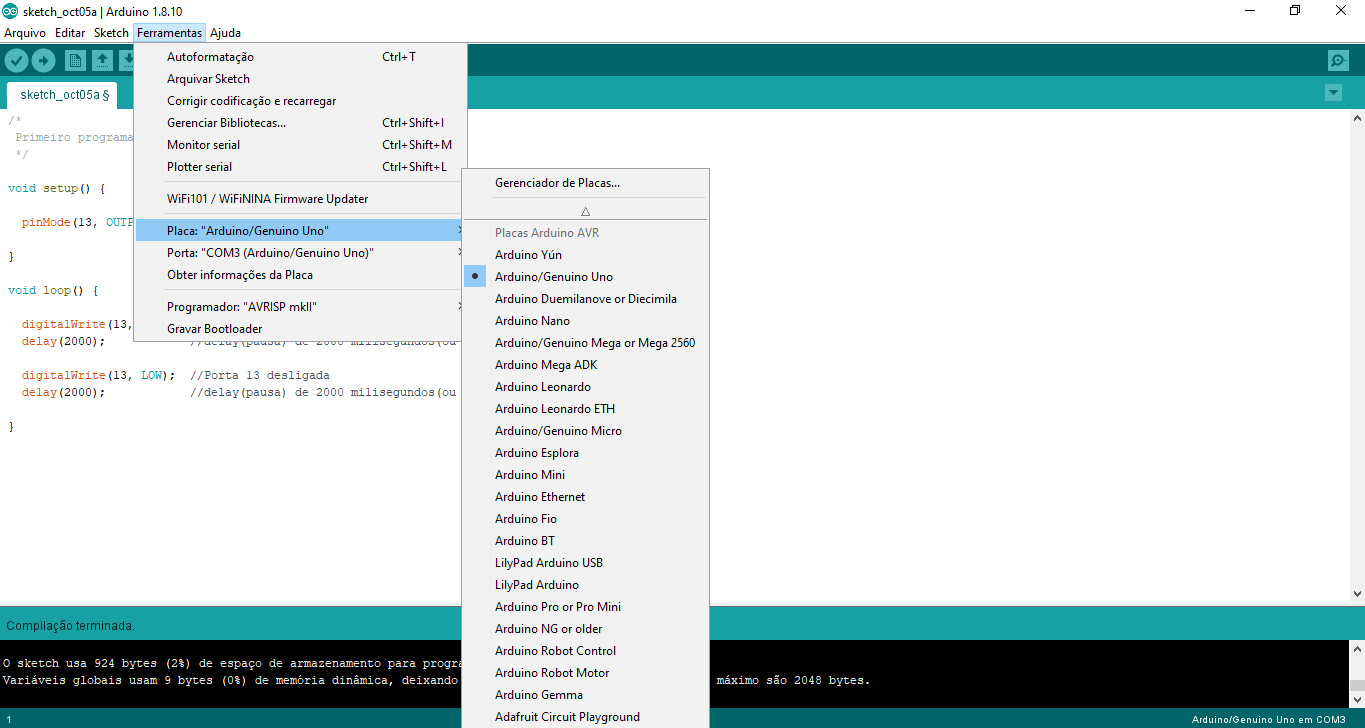 sketch_oct05a | Arduino 1.8.10
Arquivo Editar Sketch Ferramentas Ajuda
sketch_oct05a §
Autoformatação Ctrl+T
Arquivar Sketch
Corrigir codificação e recarregar
Gerenciar Bibliotecas... Ctrl+Shift+I
Monitor serial Ctrl+Shift+M
Plotter serial Ctrl+Shift+L
WiFi101 / WiFiNINA Firmware Updater
Placa: "Arduino/Genuino Uno"
Porta: "COM3 (Arduino/Genuino Uno)"
Obter informações da Placa
Programador: "AVRISP mkII"
Gravar Bootloader
Gerenciador de Placas...
Placas Arduino AVR
Arduino Yún
Arduino/Genuino Uno
Arduino Duemilanove or Diecimila
Arduino Nano
Arduino/Genuino Mega or Mega 2560
Arduino Mega ADK
Arduino Leonardo
Arduino Leonardo ETH
Arduino/Genuino Micro
Arduino Esplora
Arduino Mini
Arduino Ethernet
Arduino Fio
Arduino BT
LilyPad Arduino USB
LilyPad Arduino
Arduino Pro or Pro Mini
Arduino NG or older
Arduino Robot Control
Arduino Robot Motor
Arduino Gemma
Adafruit Circuit Playground
/*
Primeiro programa
*/
void setup() {
pinMode(13, OUTP
}
void loop() {
digitalWrite(13,
delay(2000); //delay(pausa) de 2000 milisegundos(ou
digitalWrite(13, LOW); //Porta 13 desligada
delay(2000); //delay(pausa) de 2000 milisegundos(ou
}
Compilação terminada.
O sketch usa 924 bytes (2%) de espaço de armazenamento para progra
Variáveis globais usam 9 bytes (0%) de memória dinâmica, deixando máximo são 2048 bytes.
1 Arduino/Genuino Uno em COM3